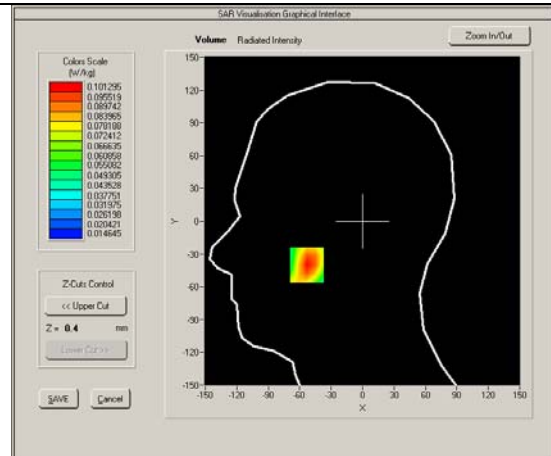 SAR Visualisation Graphical Interface
Volume Radiated Intensity
Zoom In/Out
Colors Scale
(W/kg)
0.101295
0.095519
0.089742
0.083965
0.078188
0.072412
0.066635
0.060858
0.055082
0.049305
0.043528
0.037751
0.031975
0.026198
0.020421
0.014645
Z-Cuts Control
<< Upper Cut
Z = 0.4 mm
Lower Cut >>
SAVE Cancel
150
120
90
60
30
0
-30
-60
-90
-120
-150
Y
-150 -120 -90 -60 -30 0 30 60 90 120 150
X